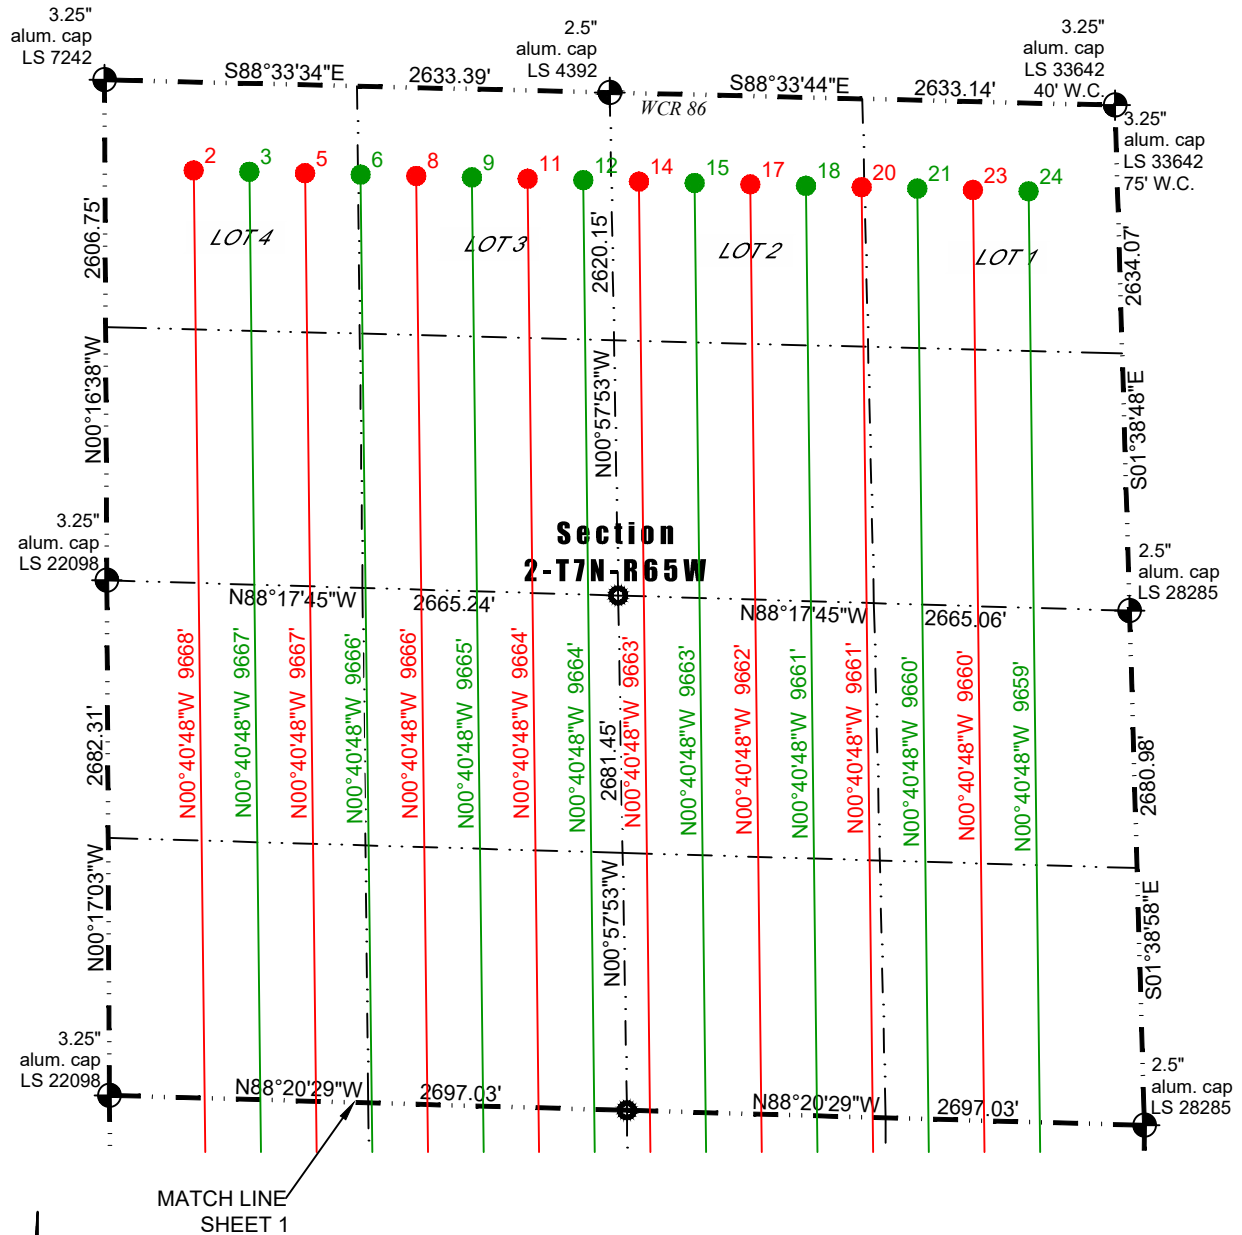 3.25"
alum. cap
LS 7242
2.5"
alum. cap
LS 4392
3.25"
alum. cap
LS 33642
40' W.C.
S88°33'34"E
2633.39'
S88°33'44"E
2633.14'
WCR 86
3.25"
alum. cap
LS 33642
75' W.C.
2
3
5
6
8
9
11
12
14
15
17
18
20
21
23
24
LOT 4
LOT 3
LOT 2
LOT 1
2606.75'
2620.15'
2634.07'
N00°16'38"W
N00°57'53"W
S01°38'48"E
3.25"
alum. cap
LS 22098
Section
2-T7N-R65W
2.5"
alum. cap
LS 28285
N88°17'45"W
2665.24'
N88°17'45"W
2665.06'
N00°40'48"W 9668'
N00°40'48"W 9667'
N00°40'48"W 9667'
N00°40'48"W 9666'
N00°40'48"W 9666'
N00°40'48"W 9665'
N00°40'48"W 9664'
N00°40'48"W 9664'
N00°40'48"W 9663'
N00°40'48"W 9663'
N00°40'48"W 9662'
N00°40'48"W 9661'
N00°40'48"W 9661'
N00°40'48"W 9660'
N00°40'48"W 9660'
N00°40'48"W 9659'
2682.31'
2681.45'
2680.98'
N00°17'03"W
N00°57'53"W
S01°38'58"E
3.25"
alum. cap
LS 22098
N88°20'29"W
2697.03'
N88°20'29"W
2697.03'
2.5"
alum. cap
LS 28285
MATCH LINE
SHEET 1